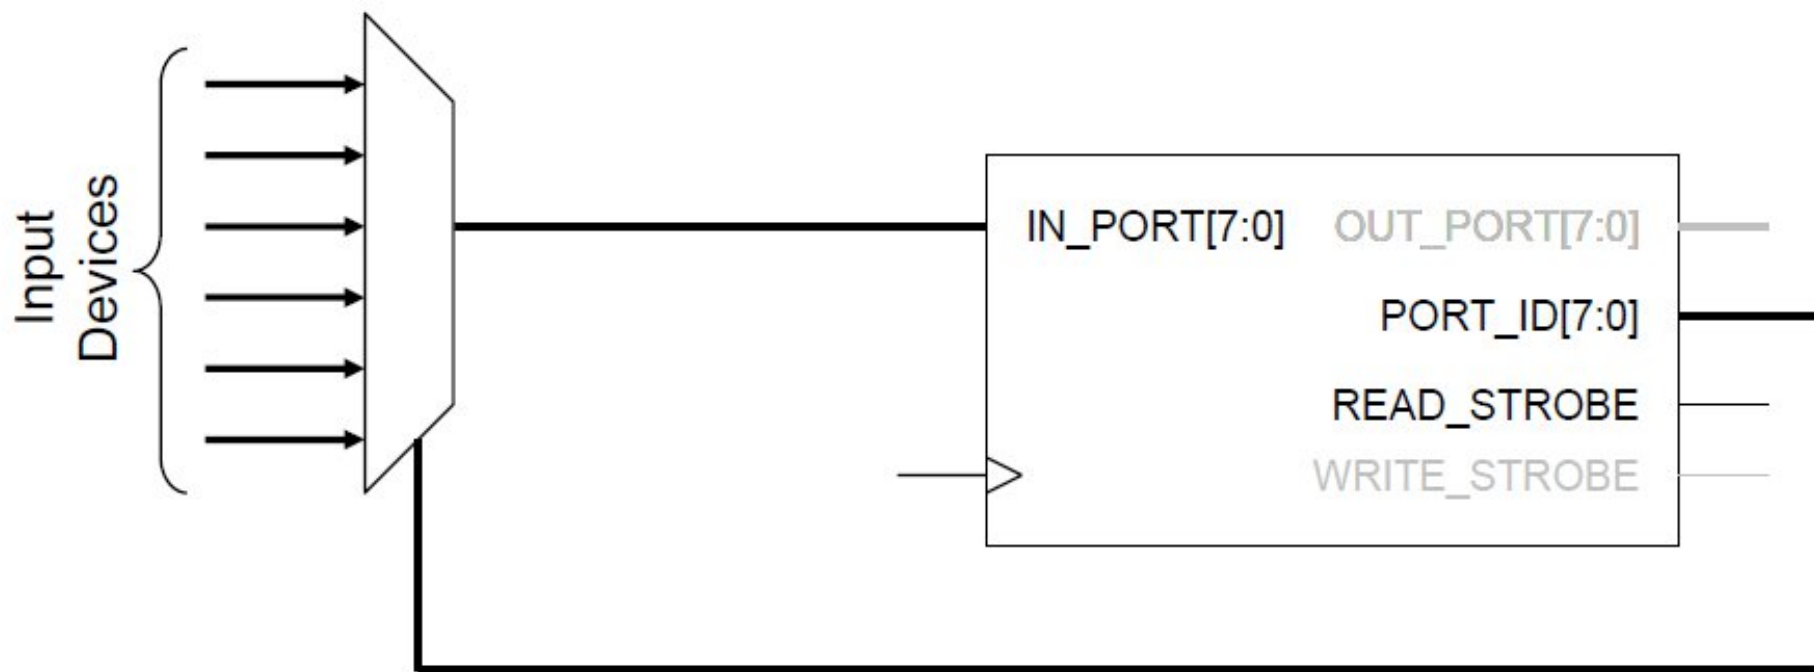 Input
Devices
IN_PORT[7:0] OUT_PORT[7:0]
PORT_ID[7:0]
READ_STROBE
WRITE_STROBE